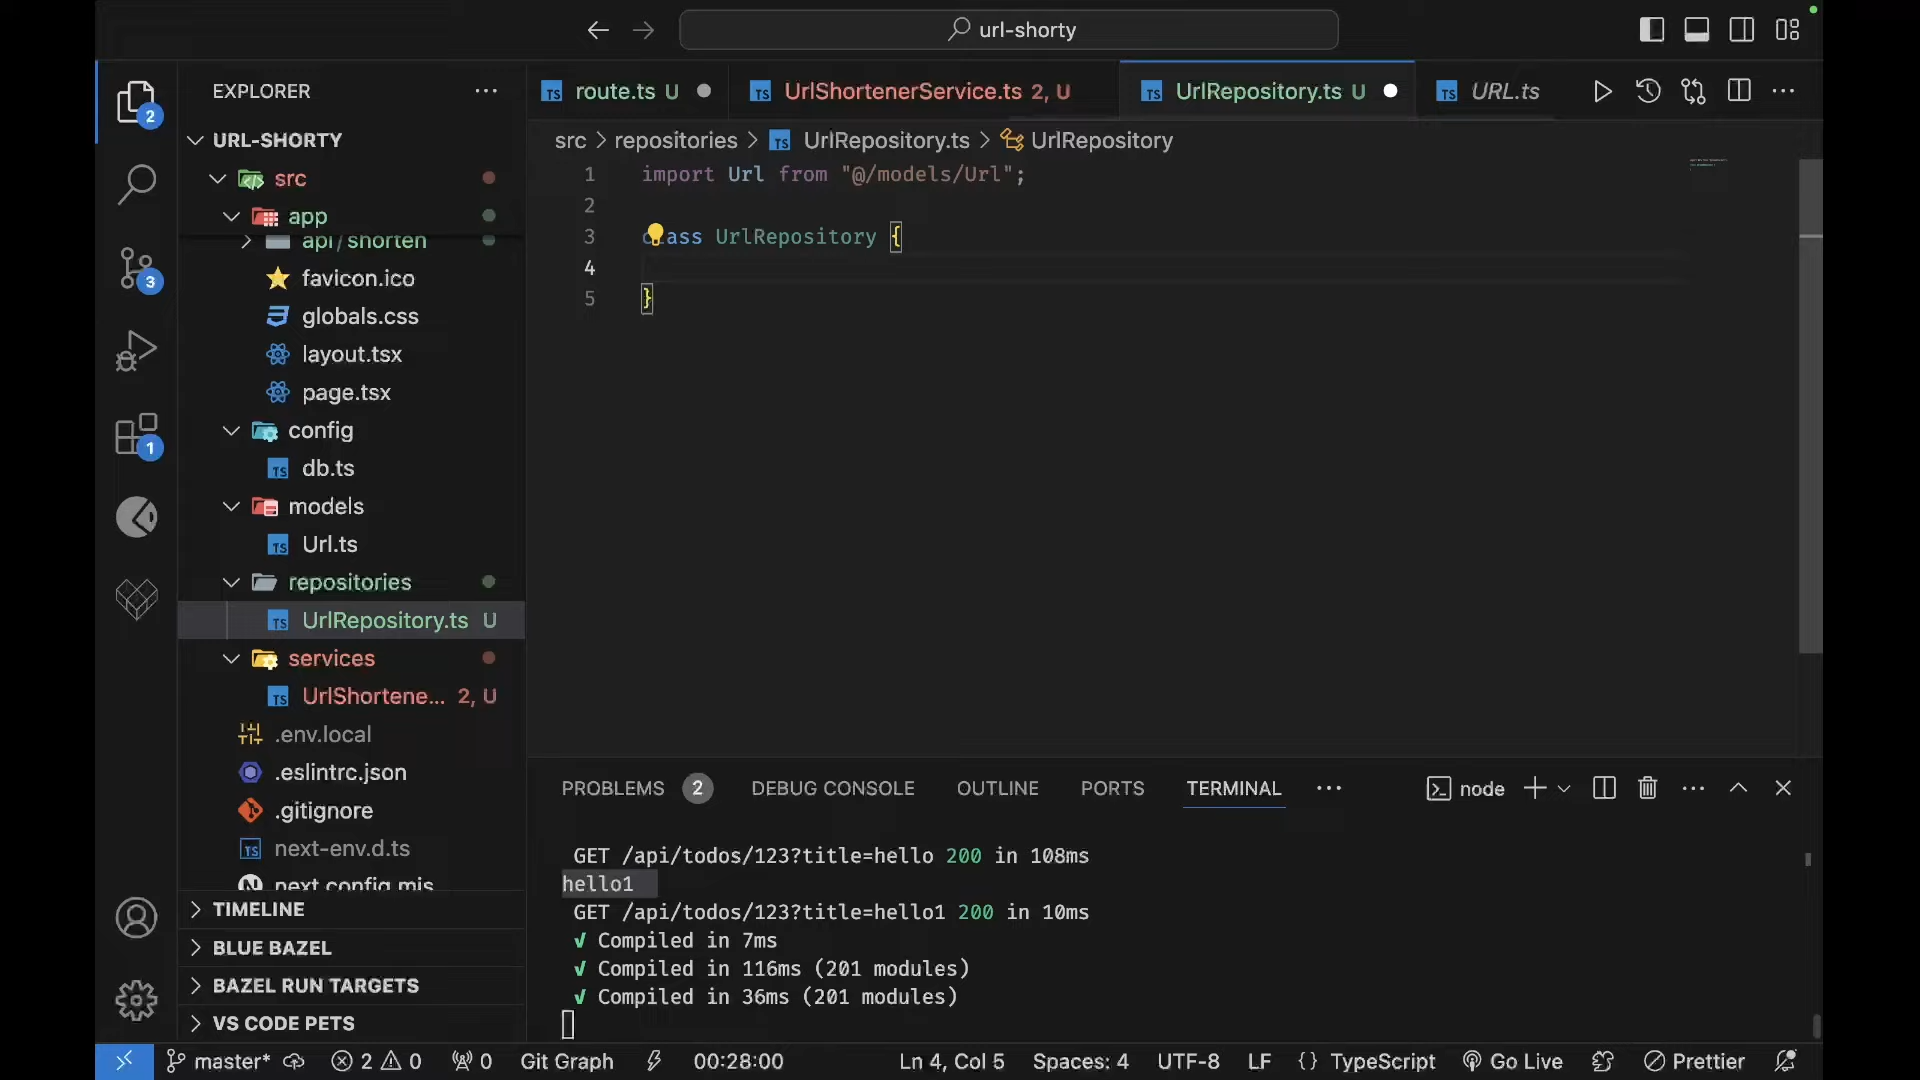 url-shorty
EXPLORER
URL-SHORTY
src
app
api/shorten
favicon.ico
globals.css
layout.tsx
page.tsx
config
db.ts
models
Url.ts
repositories
UrlRepository.ts U
services
UrlShortene... 2, U
.env.local
.eslintrc.json
.gitignore
next-env.d.ts
next.config.mjs
TIMELINE
BLUE BAZEL
BAZEL RUN TARGETS
VS CODE PETS
2
3
1
route.ts U
UrlShortenerService.ts 2, U
UrlRepository.ts U
URL.ts
src > repositories > UrlRepository.ts > UrlRepository
1 import Url from "@/models/Url";
2
3 class UrlRepository {
4
5 }
PROBLEMS 2 DEBUG CONSOLE OUTLINE PORTS TERMINAL
node
GET /api/todos/123?title=hello 200 in 108ms
hello1
GET /api/todos/123?title=hello1 200 in 10ms
✓ Compiled in 7ms
✓ Compiled in 116ms (201 modules)
✓ Compiled in 36ms (201 modules)
master* 2 0 0 Git Graph 00:28:00 Ln 4, Col 5 Spaces: 4 UTF-8 LF {} TypeScript Go Live Prettier